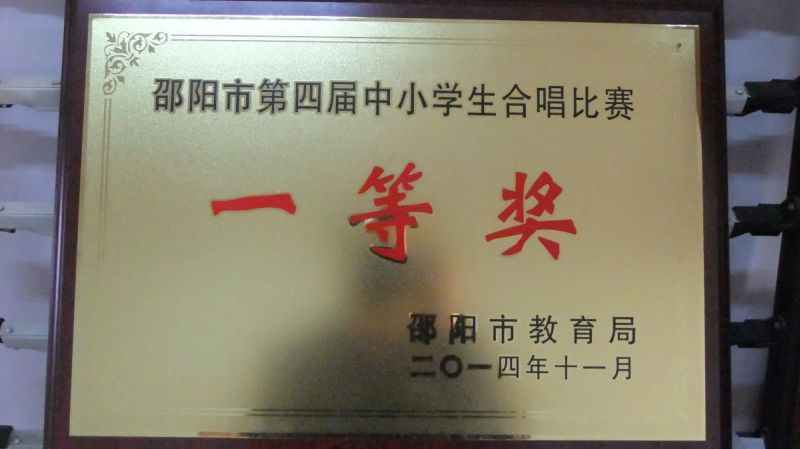 邵阳市第四届中小学生合唱比赛
一等奖
邵阳市教育局
二〇一四年十一月